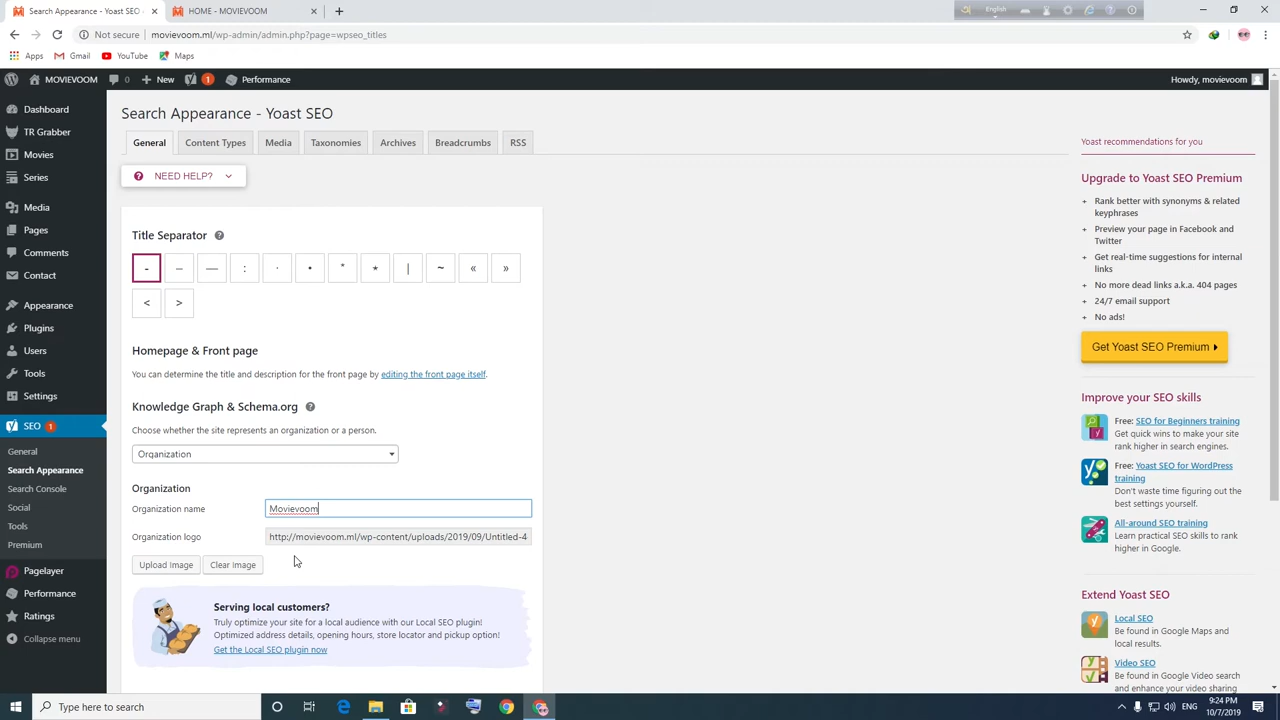 Search Appearance - Yoast SEO -
HOME - MOVIEVOOM
English
Not secure
movievoom.ml/wp-admin/admin.php?page=wpseo_titles
Apps
Gmail
YouTube
Maps
MOVIEVOOM
0
New
1
Performance
Howdy, movievoom
Dashboard
TR Grabber
Movies
Series
Media
Pages
Comments
Contact
Appearance
Plugins
Users
Tools
Settings
SEO 1
General
Search Appearance
Search Console
Social
Tools
Premium
Pagelayer
Performance
Ratings
Collapse menu
Search Appearance - Yoast SEO
General
Content Types
Media
Taxonomies
Archives
Breadcrumbs
RSS
NEED HELP?
Title Separator
- – — : · • * ⋆ | ~ « »
< >
Homepage & Front page
You can determine the title and description for the front page by editing the front page itself.
Knowledge Graph & Schema.org
Choose whether the site represents an organization or a person.
Organization
Organization
Organization name
Movievoom
Organization logo
http://movievoom.ml/wp-content/uploads/2019/09/Untitled-4
Upload Image
Clear Image
Serving local customers?
Truly optimize your site for a local audience with our Local SEO plugin!
Optimized address details, opening hours, store locator and pickup option!
Get the Local SEO plugin now
Yoast recommendations for you
Upgrade to Yoast SEO Premium
+ Rank better with synonyms & related
keyphrases
+ Preview your page in Facebook and
Twitter
+ Get real-time suggestions for internal
links
+ No more dead links a.k.a. 404 pages
+ 24/7 email support
+ No ads!
Get Yoast SEO Premium
Improve your SEO skills
Free: SEO for Beginners training
Get quick wins to make your site
rank higher in search engines.
Free: Yoast SEO for WordPress
training
Don't waste time figuring out the
best settings yourself.
All-around SEO training
Learn practical SEO skills to rank
higher in Google.
Extend Yoast SEO
Local SEO
Be found in Google Maps and
local results.
Video SEO
Be found in Google Video search
and enhance your video sharing
Type here to search
ENG
9:24 PM
10/7/2019